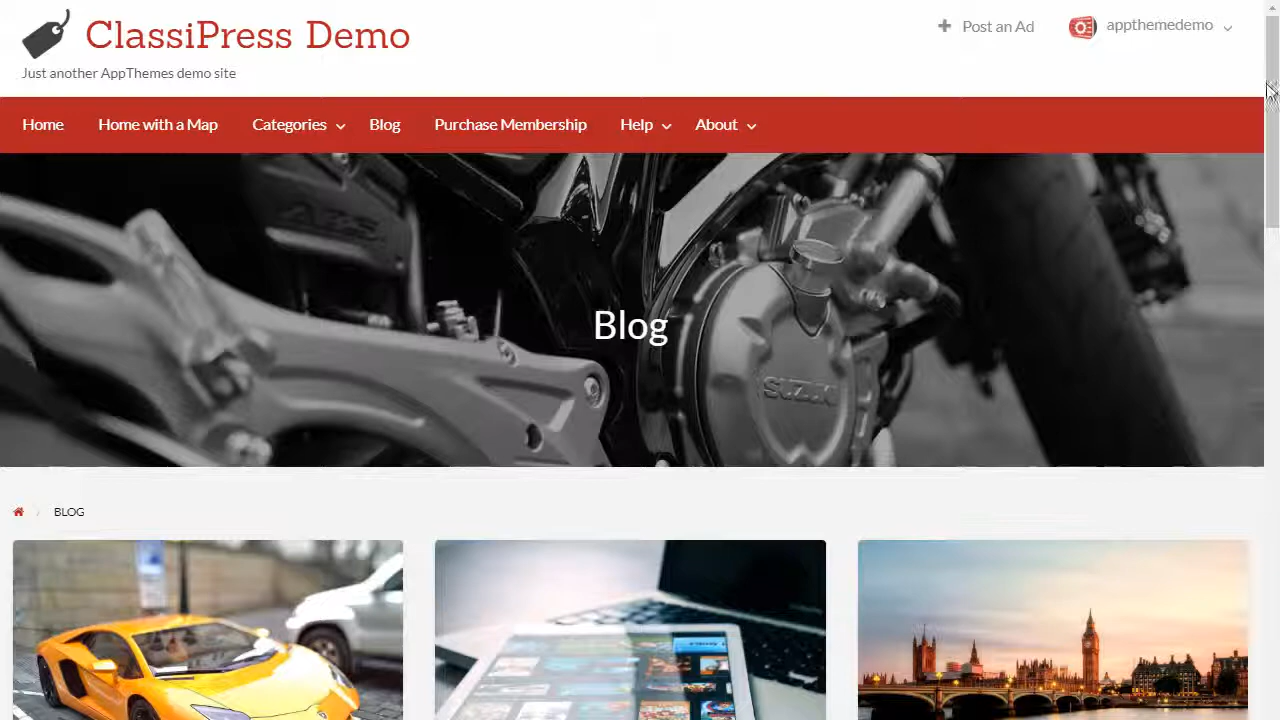 ClassiPress Demo
Just another AppThemes demo site
Post an Ad
appthemedemo
Home
Home with a Map
Categories
Blog
Purchase Membership
Help
About
SUZUKI
Blog
BLOG